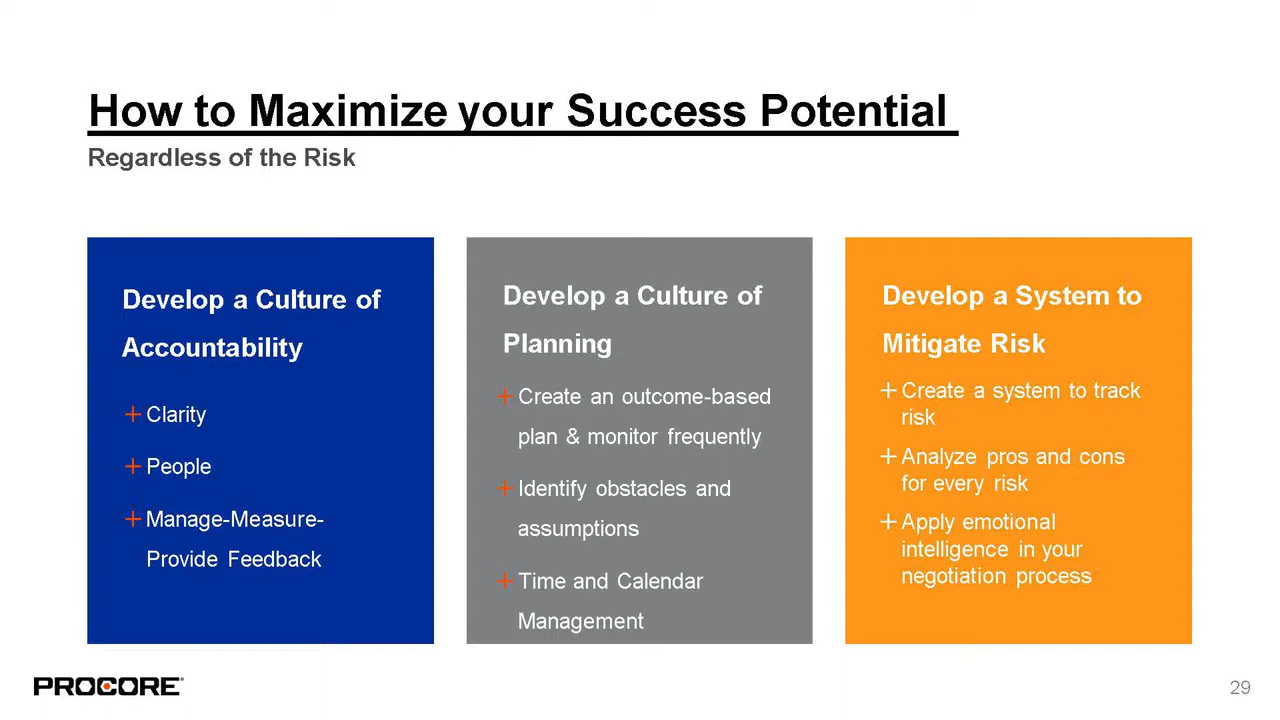 How to Maximize your Success Potential
Regardless of the Risk
Develop a Culture of
Accountability
+ Clarity
+ People
+ Manage-Measure-
Provide Feedback
Develop a Culture of
Planning
+ Create an outcome-based
plan & monitor frequently
+ Identify obstacles and
assumptions
+ Time and Calendar
Management
Develop a System to
Mitigate Risk
+ Create a system to track
risk
+ Analyze pros and cons
for every risk
+ Apply emotional
intelligence in your
negotiation process
PROCORE
29